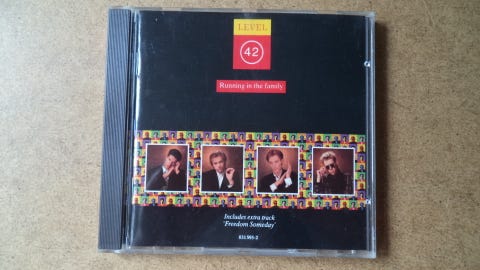 LEVEL
42
Running in the family
Includes extra track
'Freedom Someday'
831 593-2